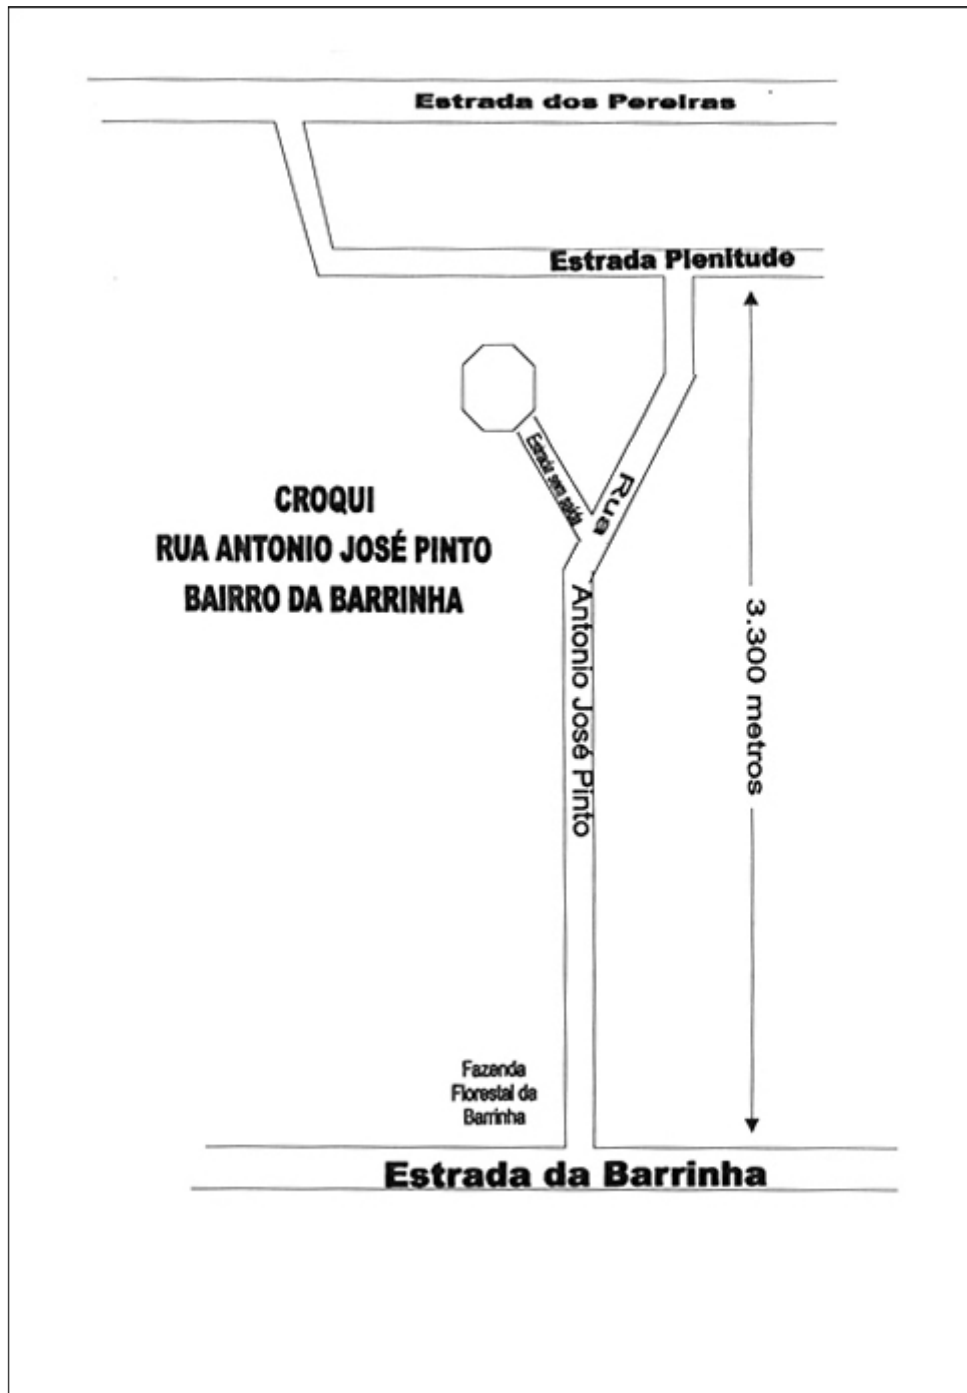 Estrada dos Pereiras
Estrada Plenitude
Estrada sem saída
Rua
Antonio José Pinto
CROQUI
RUA ANTONIO JOSÉ PINTO
BAIRRO DA BARRINHA
3.300 metros
Fazenda
Florestal da
Barrinha
Estrada da Barrinha